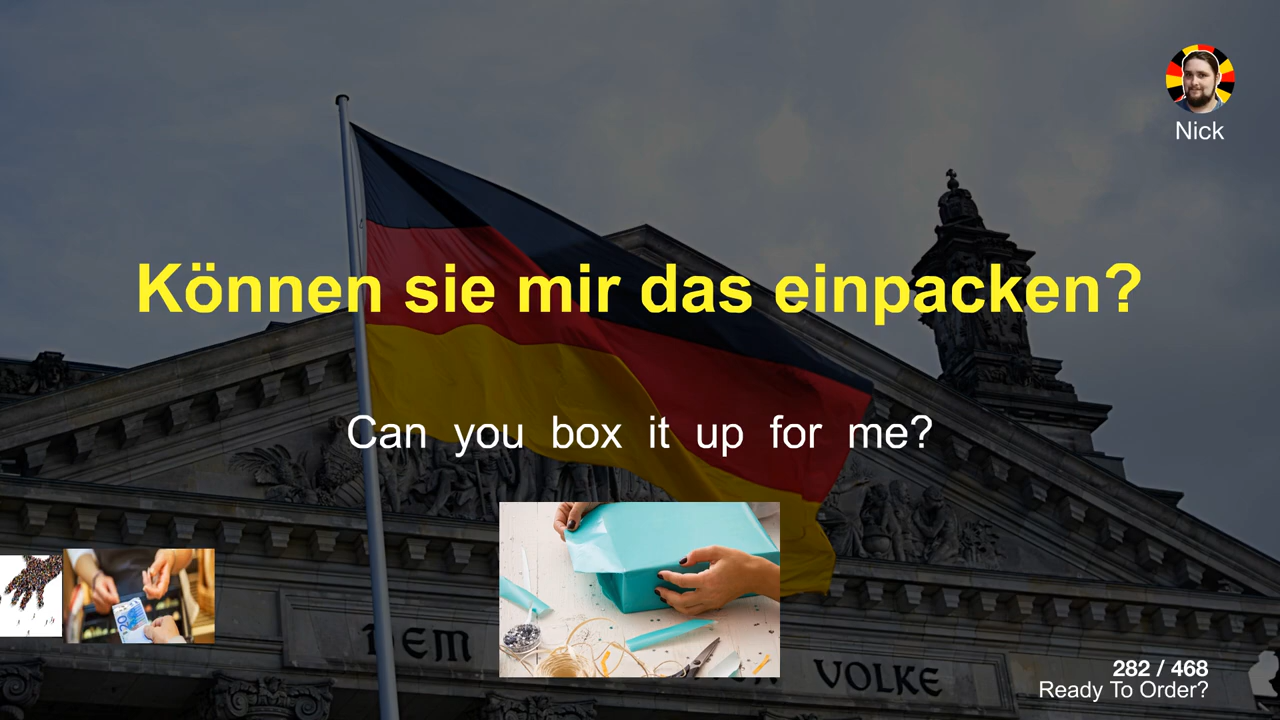 Nick
Können sie mir das einpacken?
Can you box it up for me?
DEM
VOLKE
282 / 468
Ready To Order?